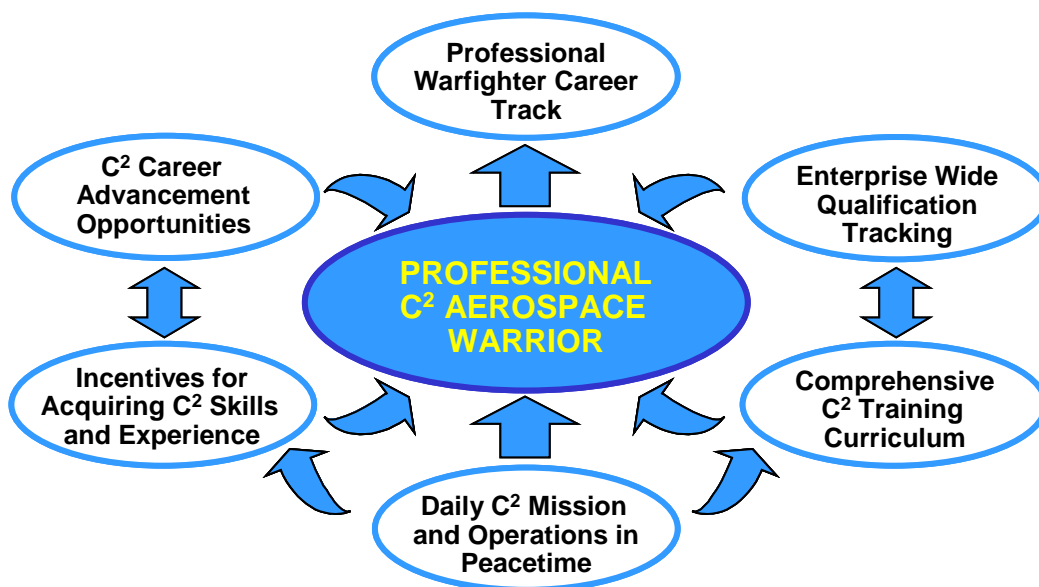 Professional
Warfighter Career
Track
C² Career
Advancement
Opportunities
Enterprise Wide
Qualification
Tracking
PROFESSIONAL
C² AEROSPACE
WARRIOR
Incentives for
Acquiring C² Skills
and Experience
Comprehensive
C² Training
Curriculum
Daily C² Mission
and Operations in
Peacetime